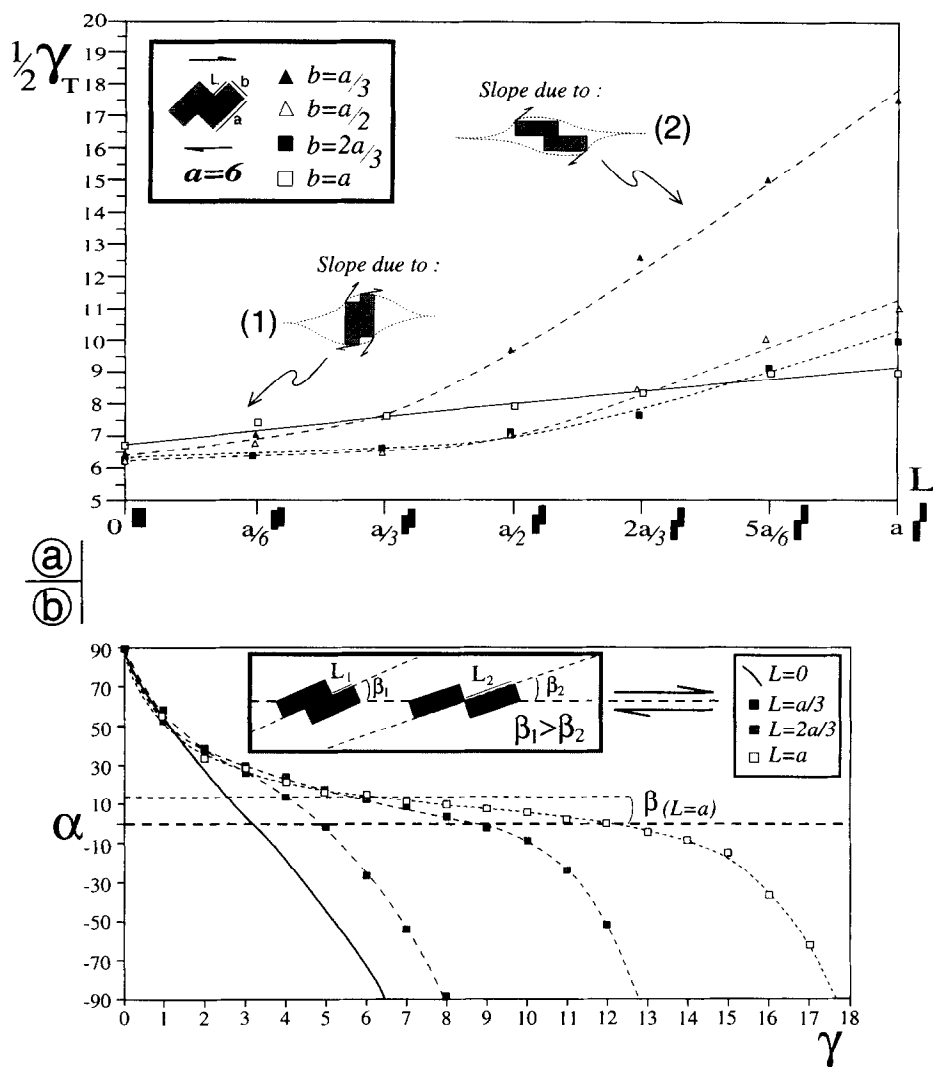 ½γT
20
19
18
17
16
15
14
13
12
11
10
9
8
7
6
5
L b
a
a=6
b=a/3
b=a/2
b=2a/3
b=a
Slope due to :
(2)
Slope due to :
(1)
L
0 a/6 a/3 a/2 2a/3 5a/6 a
a
b
90
70
50
30
10
α
-10
-30
-50
-70
-90
L1 β1 L2 β2
β1>β2
L=0
L=a/3
L=2a/3
L=a
β(L=a)
0 1 2 3 4 5 6 7 8 9 10 11 12 13 14 15 16 17 18
γ